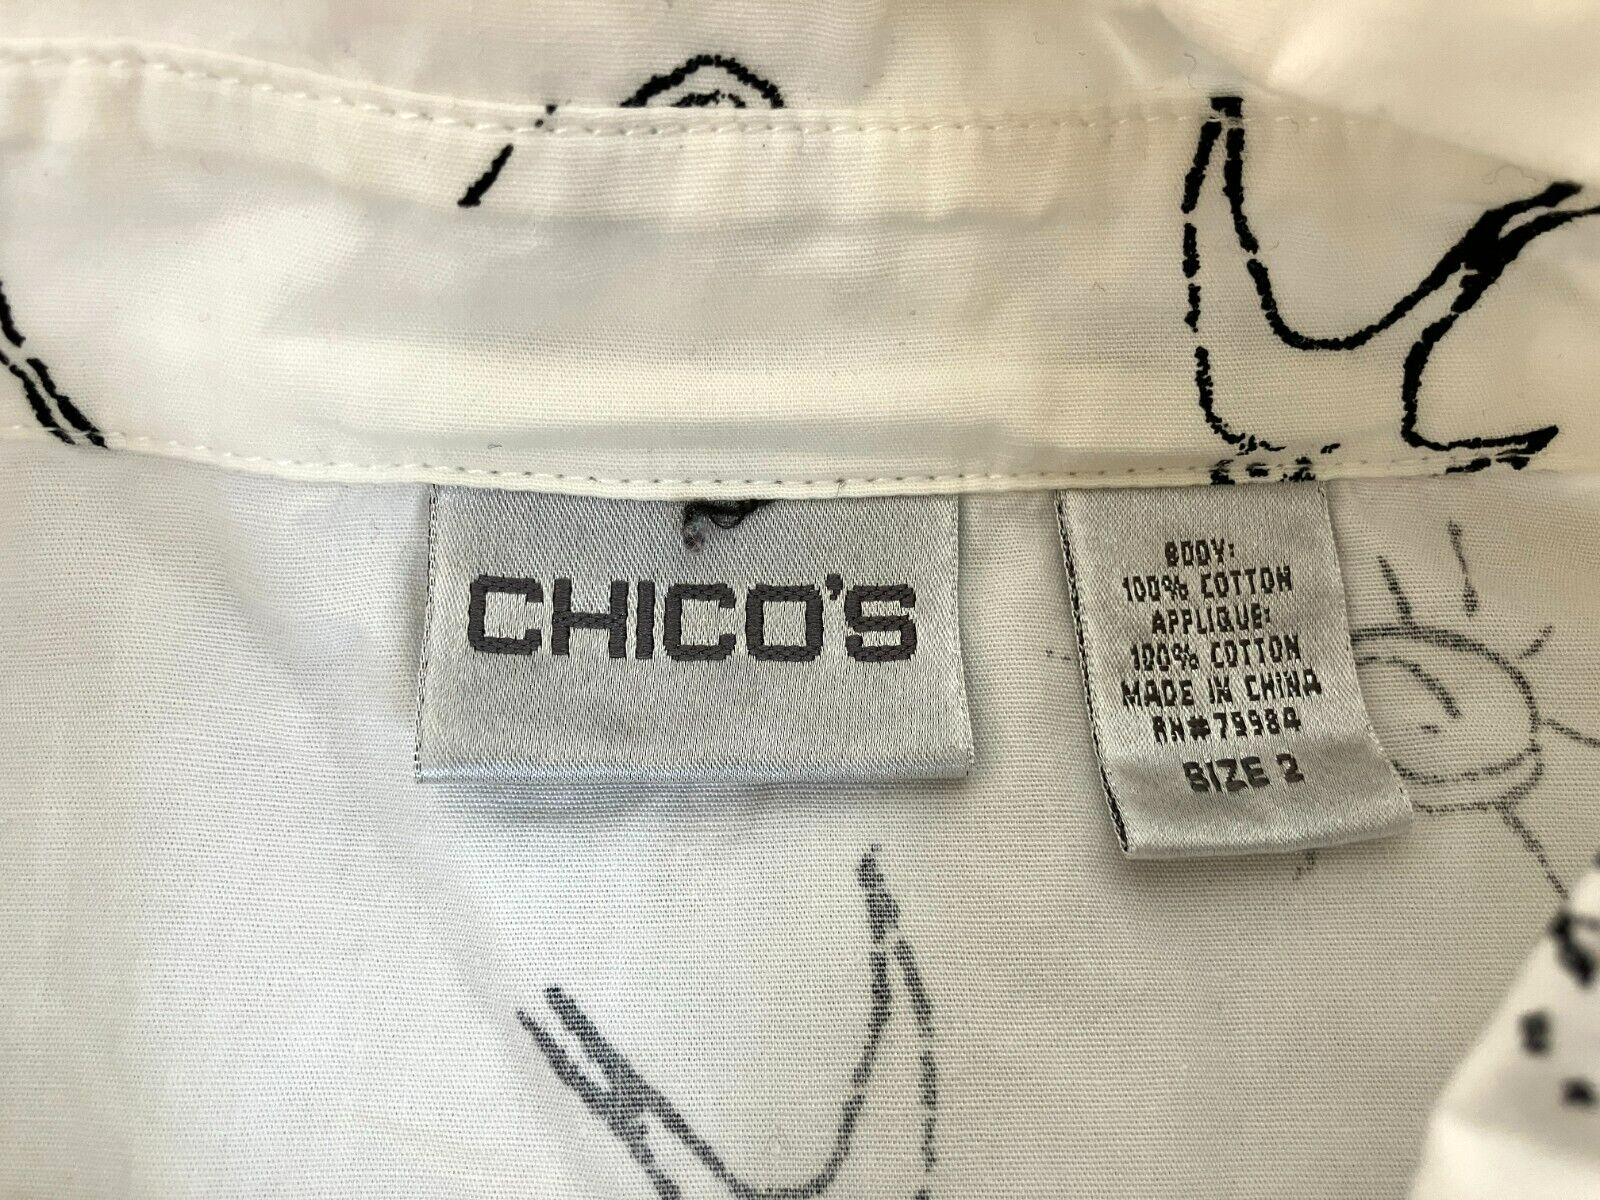 CHICO'S
BODY:
100% COTTON
APPLIQUE:
100% COTTON
MADE IN CHINA
RN#79984
SIZE 2